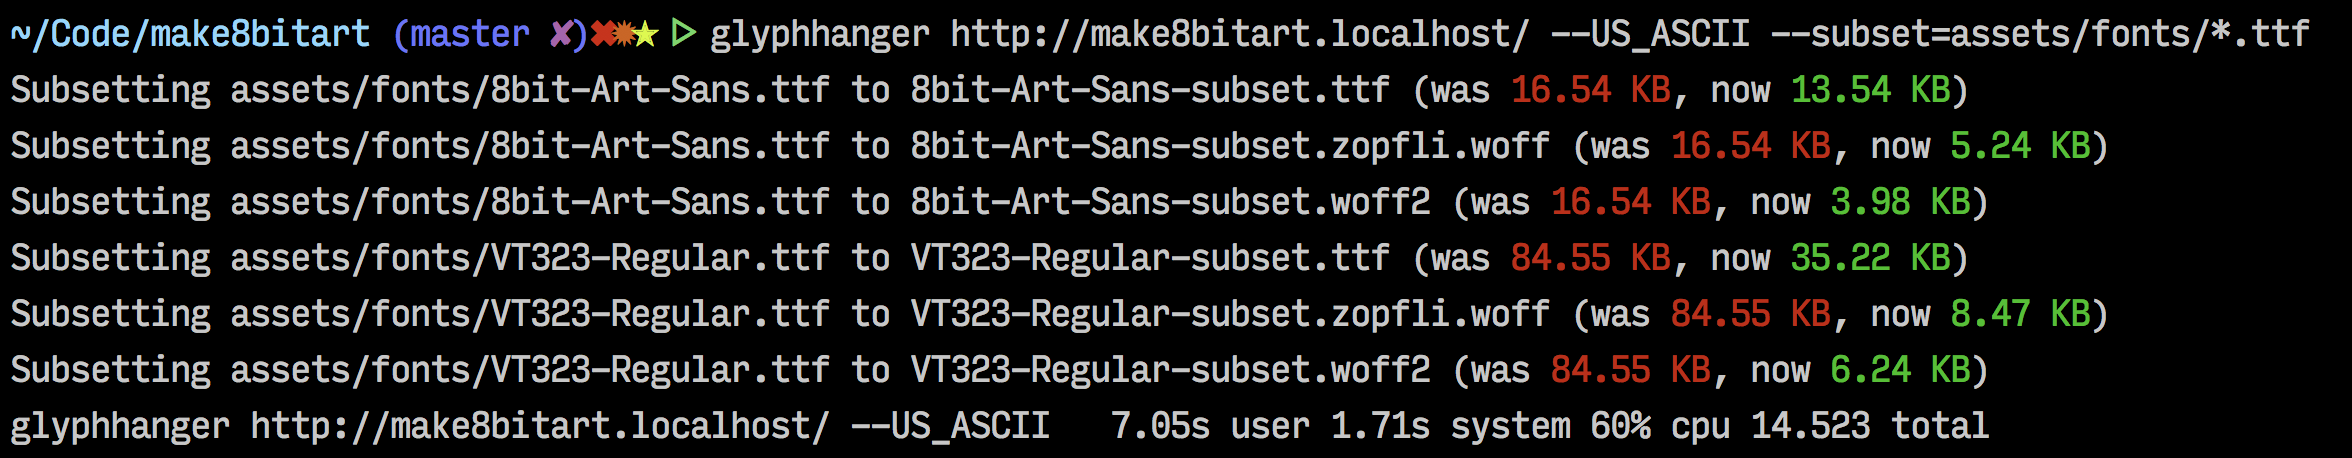 ~/Code/make8bitart (master ✘)✖✹★ ▷ glyphhanger http://make8bitart.localhost/ --US_ASCII --subset=assets/fonts/*.ttf
Subsetting assets/fonts/8bit-Art-Sans.ttf to 8bit-Art-Sans-subset.ttf (was 16.54 KB, now 13.54 KB)
Subsetting assets/fonts/8bit-Art-Sans.ttf to 8bit-Art-Sans-subset.zopfli.woff (was 16.54 KB, now 5.24 KB)
Subsetting assets/fonts/8bit-Art-Sans.ttf to 8bit-Art-Sans-subset.woff2 (was 16.54 KB, now 3.98 KB)
Subsetting assets/fonts/VT323-Regular.ttf to VT323-Regular-subset.ttf (was 84.55 KB, now 35.22 KB)
Subsetting assets/fonts/VT323-Regular.ttf to VT323-Regular-subset.zopfli.woff (was 84.55 KB, now 8.47 KB)
Subsetting assets/fonts/VT323-Regular.ttf to VT323-Regular-subset.woff2 (was 84.55 KB, now 6.24 KB)
glyphhanger http://make8bitart.localhost/ --US_ASCII   7.05s user 1.71s system 60% cpu 14.523 total